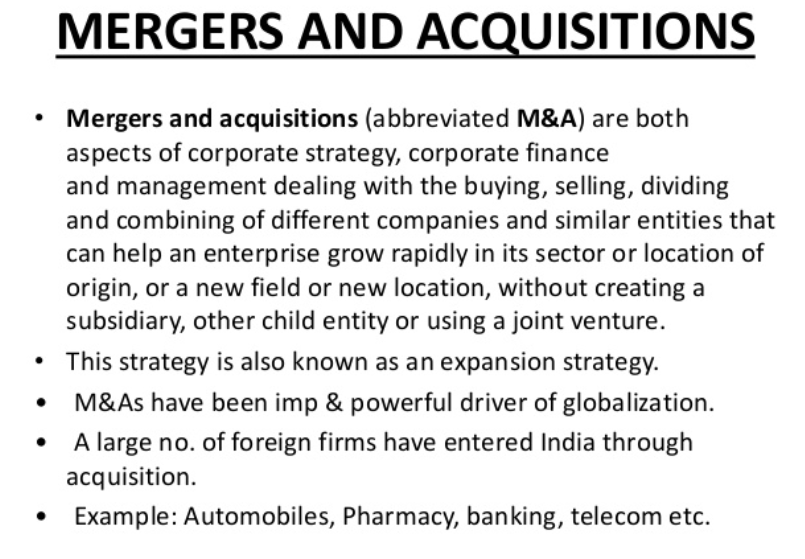 MERGERS AND ACQUISITIONS
• Mergers and acquisitions (abbreviated M&A) are both
aspects of corporate strategy, corporate finance
and management dealing with the buying, selling, dividing
and combining of different companies and similar entities that
can help an enterprise grow rapidly in its sector or location of
origin, or a new field or new location, without creating a
subsidiary, other child entity or using a joint venture.
• This strategy is also known as an expansion strategy.
• M&As have been imp & powerful driver of globalization.
• A large no. of foreign firms have entered India through
acquisition.
• Example: Automobiles, Pharmacy, banking, telecom etc.